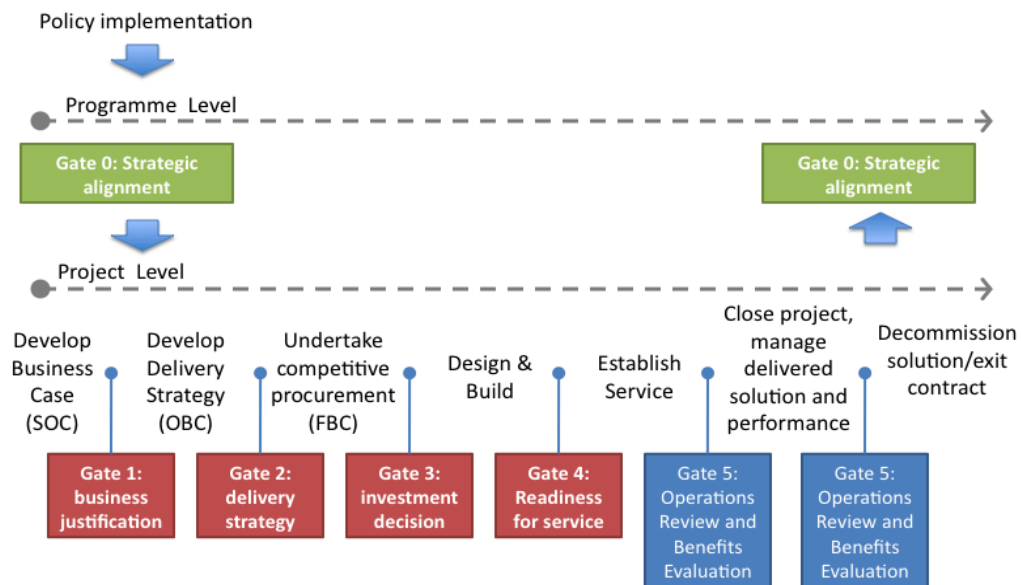 Policy implementation
Programme Level
Gate 0: Strategic
alignment
Gate 0: Strategic
alignment
Project Level
Develop
Business
Case
(SOC)
Develop
Delivery
Strategy
(OBC)
Undertake
competitive
procurement
(FBC)
Design &
Build
Establish
Service
Close project,
manage
delivered
solution and
performance
Decommission
solution/exit
contract
Gate 1:
business
justification
Gate 2:
delivery
strategy
Gate 3:
investment
decision
Gate 4:
Readiness
for service
Gate 5:
Operations
Review and
Benefits
Evaluation
Gate 5:
Operations
Review and
Benefits
Evaluation